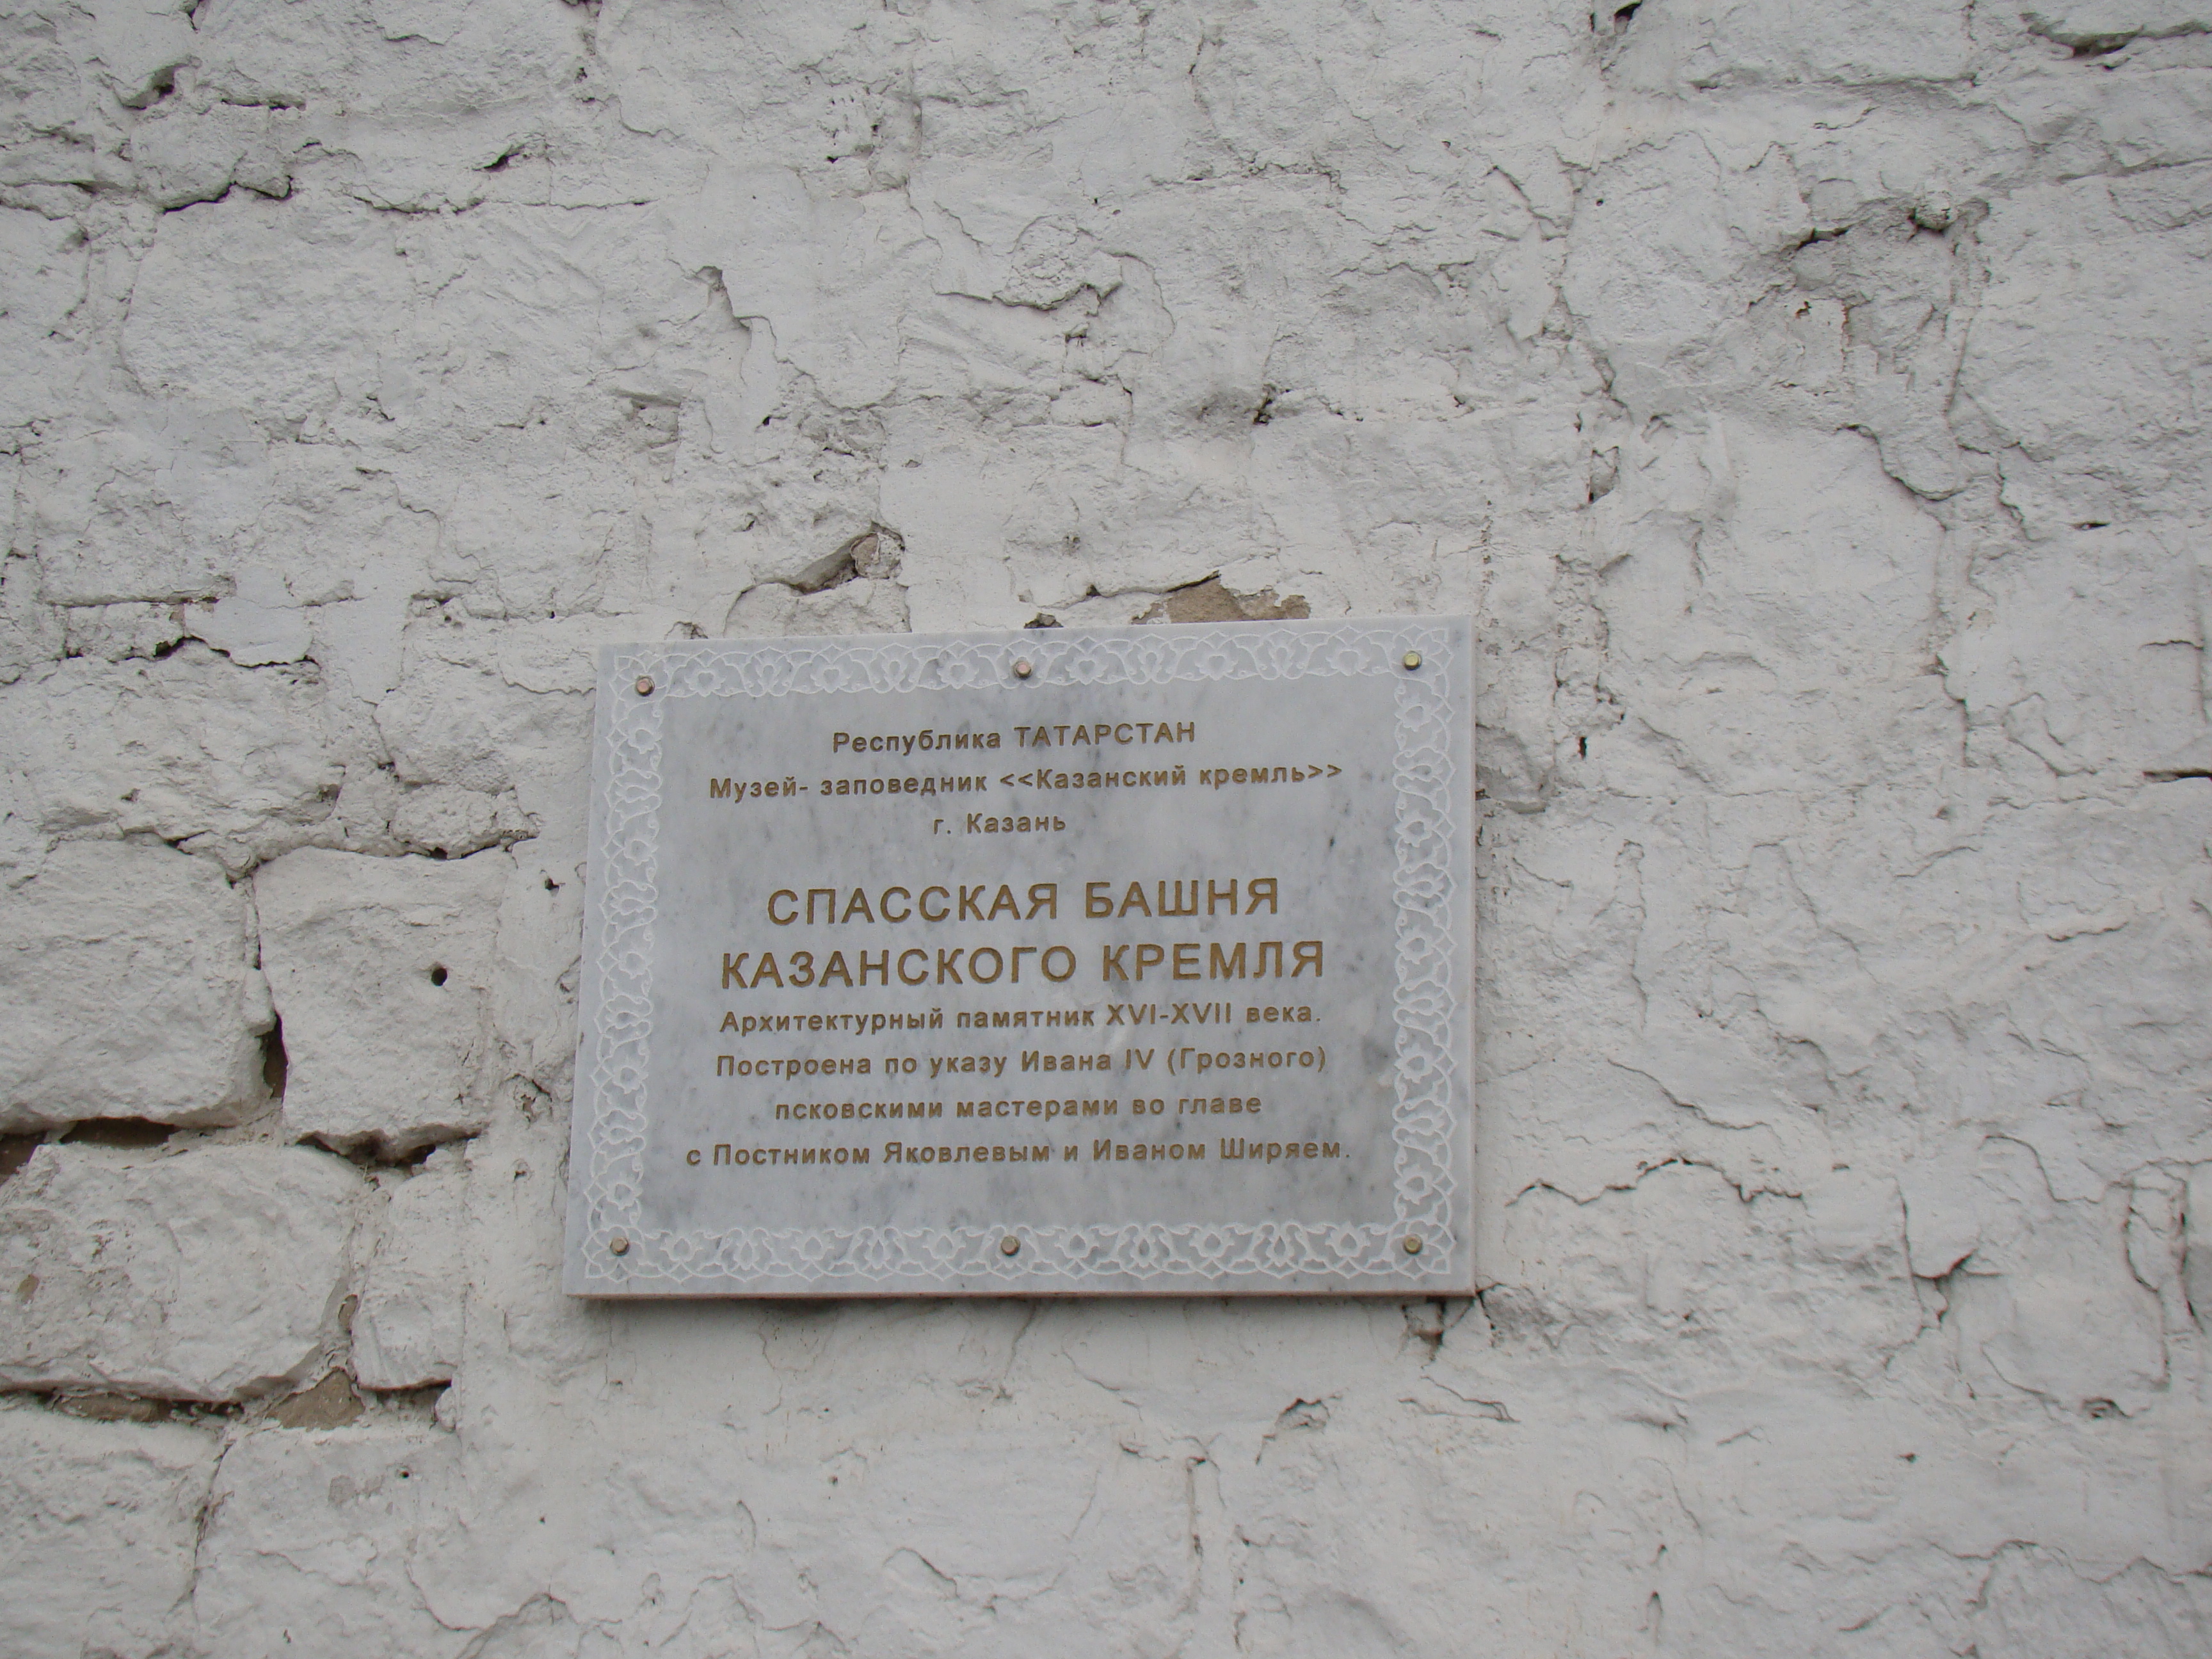 Республика ТАТАРСТАН
Музей- заповедник <<Казанский кремль>>
г. Казань
СПАССКАЯ БАШНЯ
КАЗАНСКОГО КРЕМЛЯ
Архитектурный памятник XVI-XVII века.
Построена по указу Ивана IV (Грозного)
псковскими мастерами во главе
с Постником Яковлевым и Иваном Ширяем.